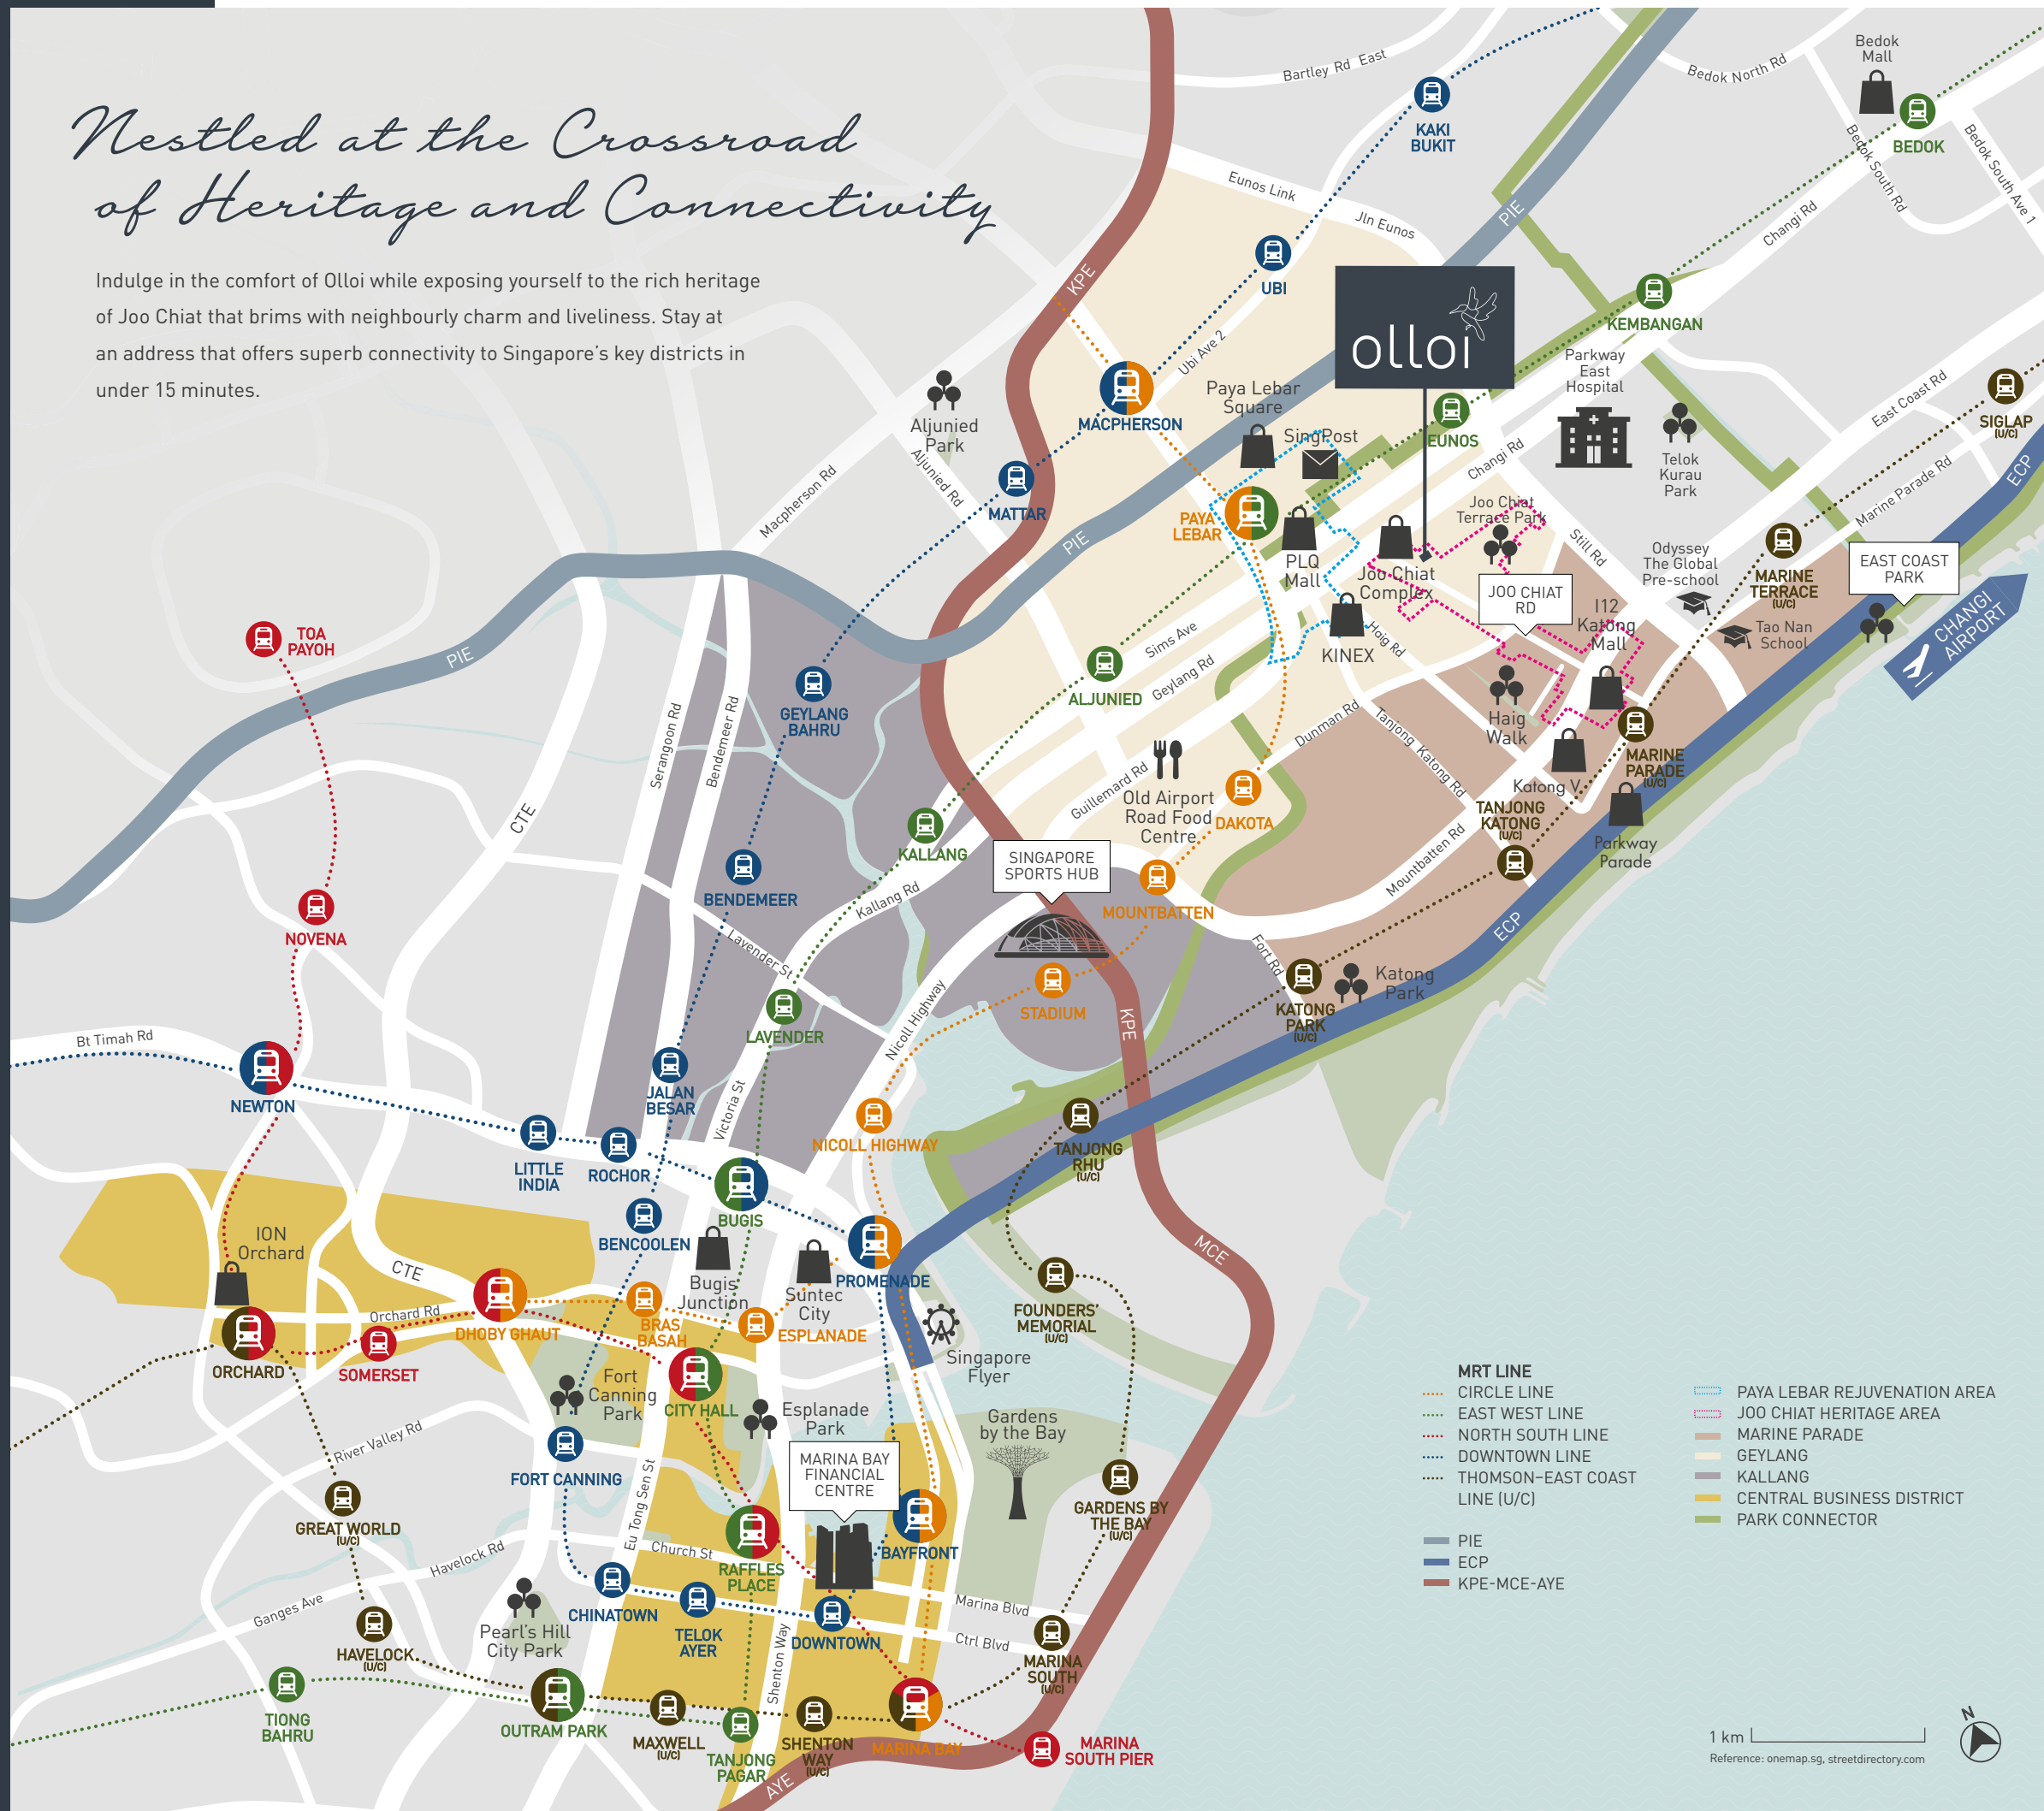 Nestled at the Crossroad
of Heritage and Connectivity
Indulge in the comfort of Olloi while exposing yourself to the rich heritage
of Joo Chiat that brims with neighbourly charm and liveliness. Stay at
an address that offers superb connectivity to Singapore's key districts in
under 15 minutes.
Bartley Rd East
Bedok North Rd
Bedok
Mall
KAKI
BUKIT
BEDOK
Bedok South Rd
Bedok South Ave 1
Eunos Link
Jln Eunos
PIE
Changi Rd
KPE
UBI
olloi
KEMBANGAN
Ubi Ave 2
Parkway
East
Hospital
Aljunied
Park
MACPHERSON
Paya Lebar
Square
SingPost
EUNOS
East Coast Rd
SIGLAP
(U/C)
Aljunied Rd
Macpherson Rd
MATTAR
PIE
PAYA
LEBAR
Changi Rd
Telok
Kurau
Park
Marine Parade Rd
ECP
Joo Chiat
Terrace Park
Still Rd
PLQ
Mall
Joo Chiat
Complex
Odyssey
The Global
Pre-school
MARINE
TERRACE
(U/C)
EAST COAST
PARK
JOO CHIAT
RD
I12
Katong
Mall
Tao Nan
School
CHANGI
AIRPORT
TOA
PAYOH
PIE
Sims Ave
Geylang Rd
Haig Rd
KINEX
ALJUNIED
GEYLANG
BAHRU
Serangoon Rd
Bendemeer Rd
Dunman Rd
Tanjong Katong Rd
Haig
Walk
MARINE
PARADE
(U/C)
Katong V
CTE
Guillemard Rd
Old Airport
Road Food
Centre
DAKOTA
TANJONG
KATONG
(U/C)
Parkway
Parade
KALLANG
SINGAPORE
SPORTS HUB
Mountbatten Rd
BENDEMEER
Kallang Rd
MOUNTBATTEN
ECP
NOVENA
Lavender St
Fort Rd
Katong
Park
Nicoll Highway
STADIUM
KPE
KATONG
PARK
(U/C)
LAVENDER
Bt Timah Rd
NEWTON
JALAN
BESAR
Victoria St
NICOLL HIGHWAY
TANJONG
RHU
(U/C)
LITTLE
INDIA
ROCHOR
BUGIS
ION
Orchard
BENCOOLEN
MCE
CTE
Bugis
Junction
Suntec
City
PROMENADE
Orchard Rd
DHOBY GHAUT
BRAS
BASAH
ESPLANADE
FOUNDERS'
MEMORIAL
(U/C)
ORCHARD
SOMERSET
Singapore
Flyer
Fort
Canning
Park
CITY HALL
Esplanade
Park
Gardens
by the Bay
River Valley Rd
MARINA BAY
FINANCIAL
CENTRE
FORT CANNING
Eu Tong Sen St
GREAT WORLD
(U/C)
GARDENS BY
THE BAY
(U/C)
Havelock Rd
Church St
RAFFLES
PLACE
BAYFRONT
Ganges Ave
CHINATOWN
Marina Blvd
Pearl's Hill
City Park
TELOK
AYER
DOWNTOWN
Ctrl Blvd
HAVELOCK
(U/C)
Shenton Way
MARINA
SOUTH
(U/C)
TIONG
BAHRU
OUTRAM PARK
MAXWELL
(U/C)
TANJONG
PAGAR
SHENTON
WAY
(U/C)
MARINA BAY
MARINA
SOUTH PIER
AYE
MRT LINE
CIRCLE LINE
EAST WEST LINE
NORTH SOUTH LINE
DOWNTOWN LINE
THOMSON–EAST COAST
LINE (U/C)
PIE
ECP
KPE-MCE-AYE
PAYA LEBAR REJUVENATION AREA
JOO CHIAT HERITAGE AREA
MARINE PARADE
GEYLANG
KALLANG
CENTRAL BUSINESS DISTRICT
PARK CONNECTOR
1 km
N
Reference: onemap.sg, streetdirectory.com